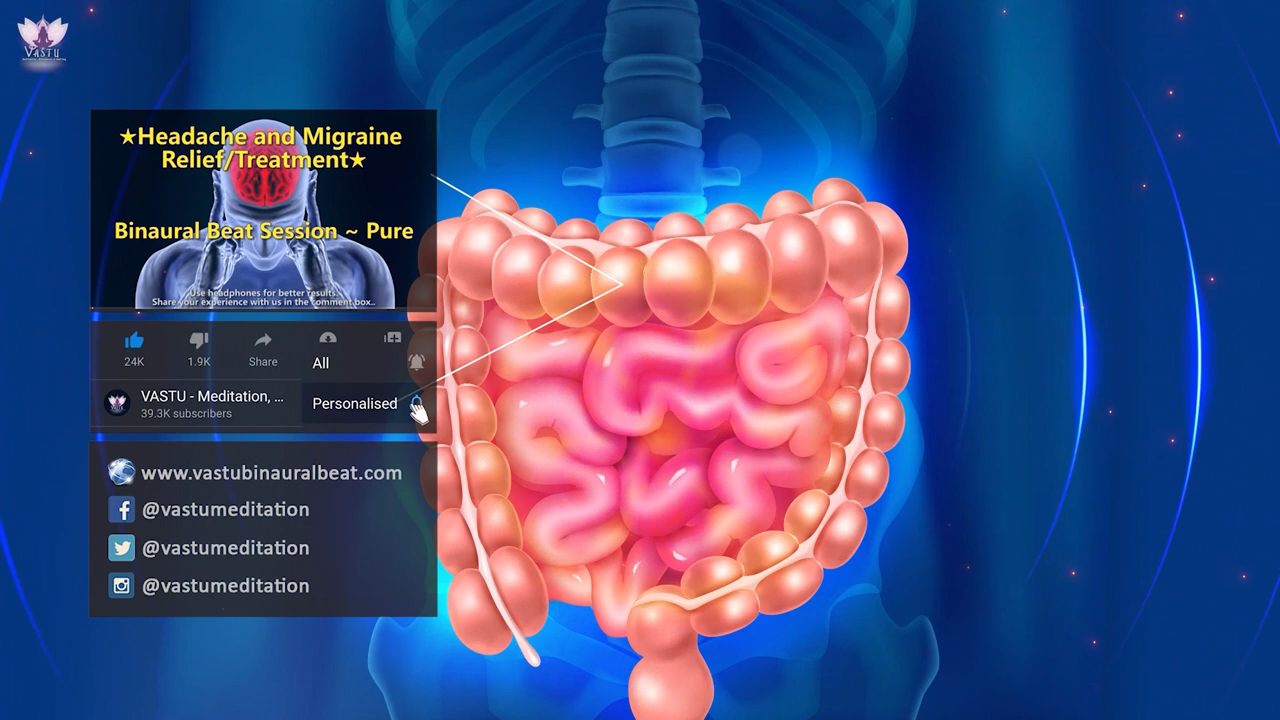 VASTU
★Headache and Migraine
Relief/Treatment★
Binaural Beat Session ~ Pure
Use headphones for better results.
Share your experience with us in the comment box..
24K
1.9K
Share
All
VASTU - Meditation, ...
39.3K subscribers
Personalised
www.vastubinauralbeat.com
@vastumeditation
@vastumeditation
@vastumeditation